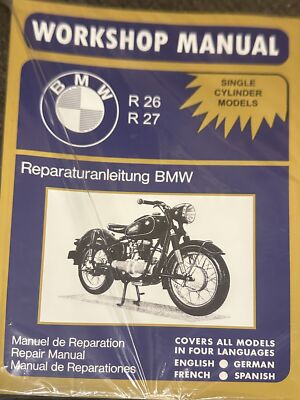 WORKSHOP MANUAL
BMW
R 26
R 27
SINGLE
CYLINDER
MODELS
Reparaturanleitung BMW
Manuel de Reparation
Repair Manual
Manual de Reparationes
COVERS ALL MODELS
IN FOUR LANGUAGES
ENGLISH ● GERMAN
FRENCH ● SPANISH